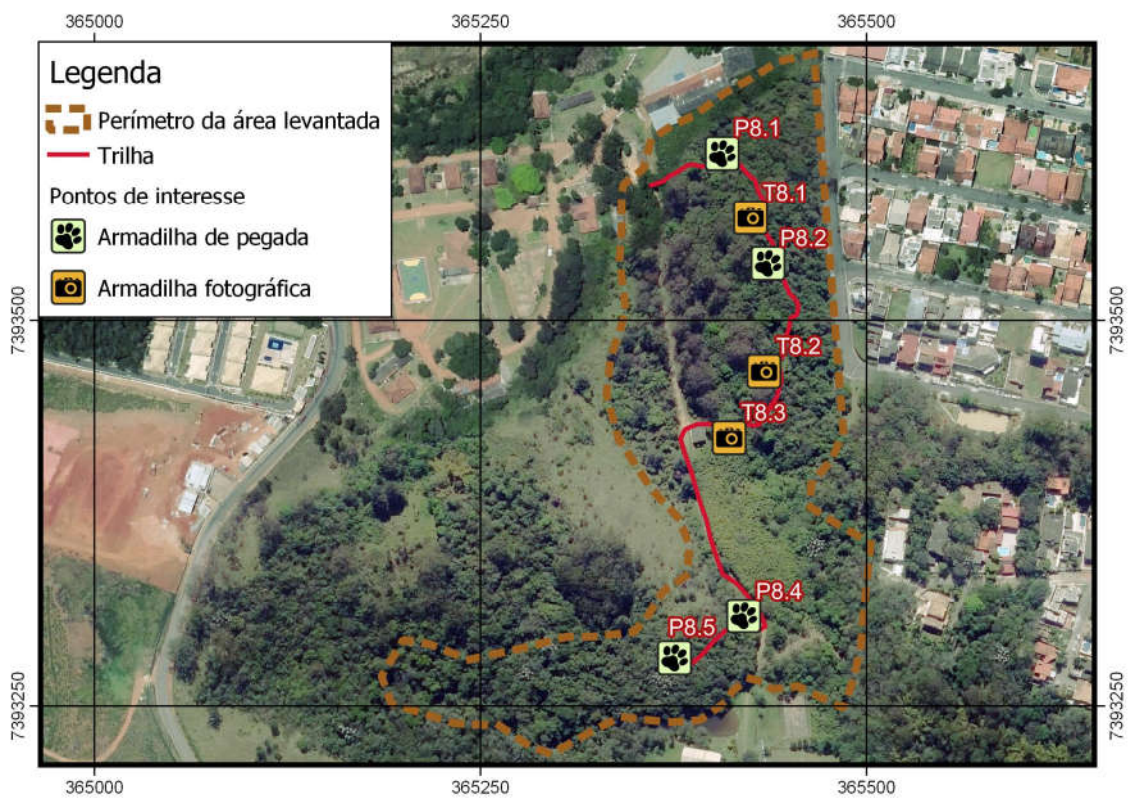 365000
365250
365500
Legenda
Perímetro da área levantada
Trilha
Pontos de interesse
Armadilha de pegada
Armadilha fotográfica
P8.1
T8.1
P8.2
7393500
7393500
T8.2
T8.3
P8.4
P8.5
7393250
7393250
365000
365250
365500